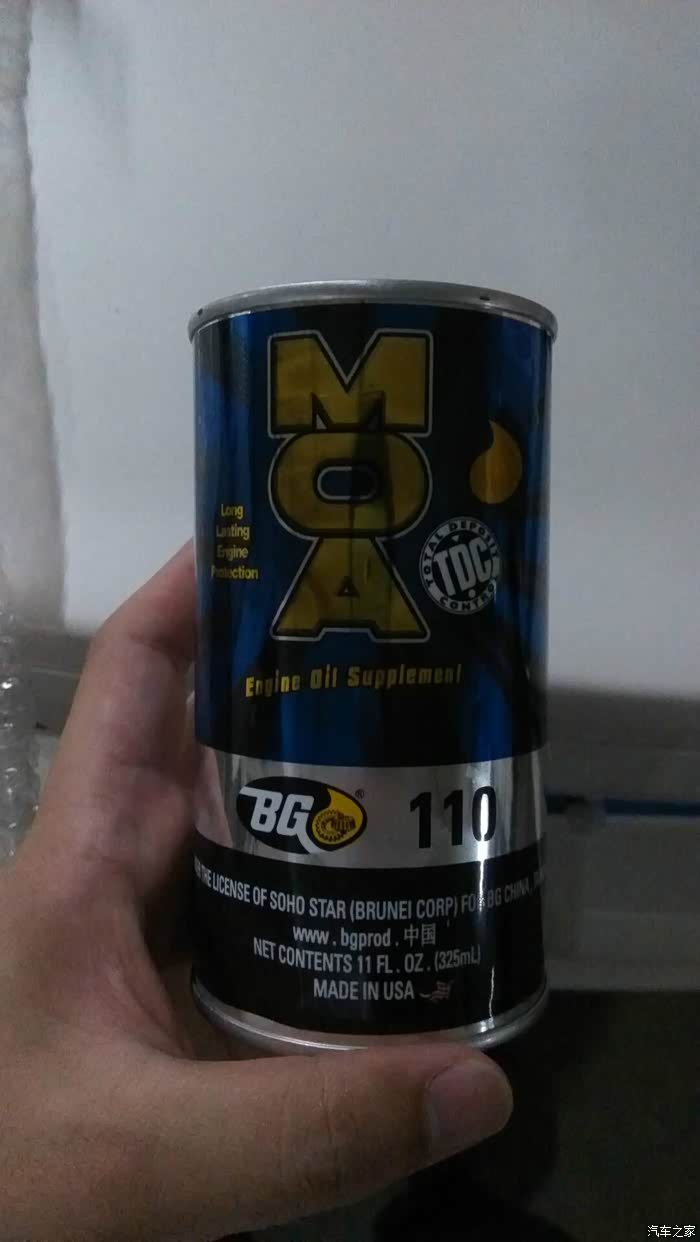 MOA
Long
Lasting
Engine
Protection
TOTAL DEPOSIT
TDC
CONTROL
Engine Oil Supplement
BG®
110
THE LICENSE OF SOHO STAR (BRUNEI CORP) FO BG CHINA,
www.bgprod.中国
NET CONTENTS 11 FL. OZ. (325mL)
MADE IN USA
汽车之家